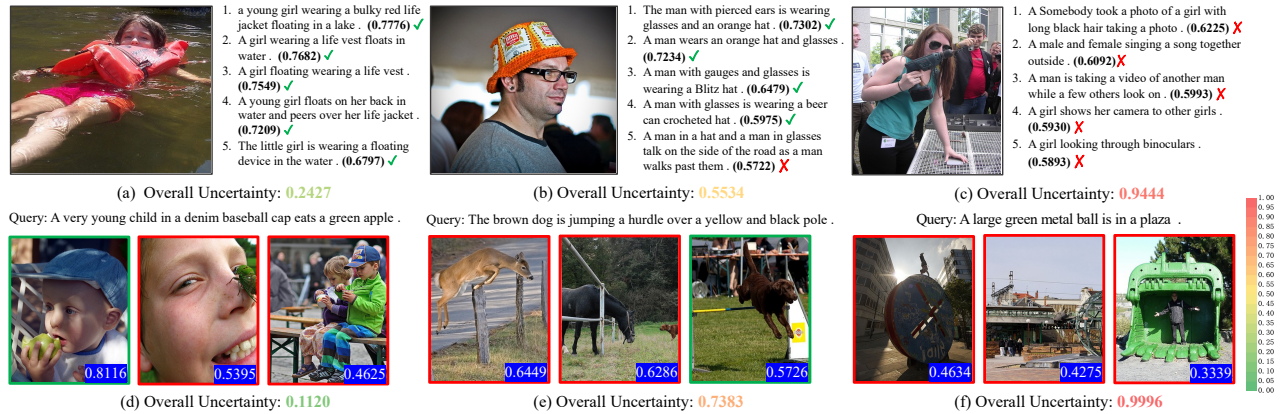 1. a young girl wearing a bulky red life
jacket floating in a lake . (0.7776) ✓
2. A girl wearing a life vest floats in
water . (0.7682) ✓
3. A girl floating wearing a life vest .
(0.7549) ✓
4. A young girl floats on her back in
water and peers over her life jacket .
(0.7209) ✓
5. The little girl is wearing a floating
device in the water . (0.6797) ✓
(a) Overall Uncertainty: 0.2427
1. The man with pierced ears is wearing
glasses and an orange hat . (0.7302) ✓
2. A man wears an orange hat and glasses .
(0.7234) ✓
3. A man with gauges and glasses is
wearing a Blitz hat . (0.6479) ✓
4. A man with glasses is wearing a beer
can crocheted hat . (0.5975) ✓
5. A man in a hat and a man in glasses
talk on the side of the road as a man
walks past them . (0.5722) ✗
(b) Overall Uncertainty: 0.5534
1. A Somebody took a photo of a girl with
long black hair taking a photo . (0.6225) ✗
2. A male and female singing a song together
outside . (0.6092) ✗
3. A man is taking a video of another man
while a few others look on . (0.5993) ✗
4. A girl shows her camera to other girls .
(0.5930) ✗
5. A girl looking through binoculars .
(0.5893) ✗
(c) Overall Uncertainty: 0.9444
Query: A very young child in a denim baseball cap eats a green apple .
0.8116
0.5395
0.4625
(d) Overall Uncertainty: 0.1120
Query: The brown dog is jumping a hurdle over a yellow and black pole .
0.6449
0.6286
0.5726
(e) Overall Uncertainty: 0.7383
Query: A large green metal ball is in a plaza .
0.4634
0.4275
0.3339
(f) Overall Uncertainty: 0.9996
1.00
0.95
0.90
0.85
0.80
0.75
0.70
0.65
0.60
0.55
0.50
0.45
0.40
0.35
0.30
0.25
0.20
0.15
0.10
0.05
0.00